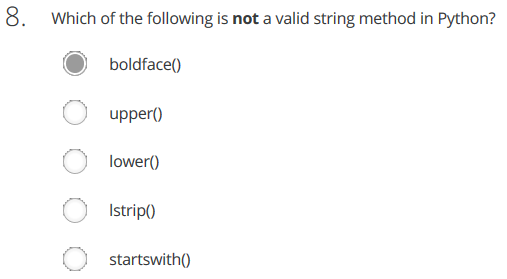 8. Which of the following is not a valid string method in Python?
boldface()
upper()
lower()
lstrip()
startswith()